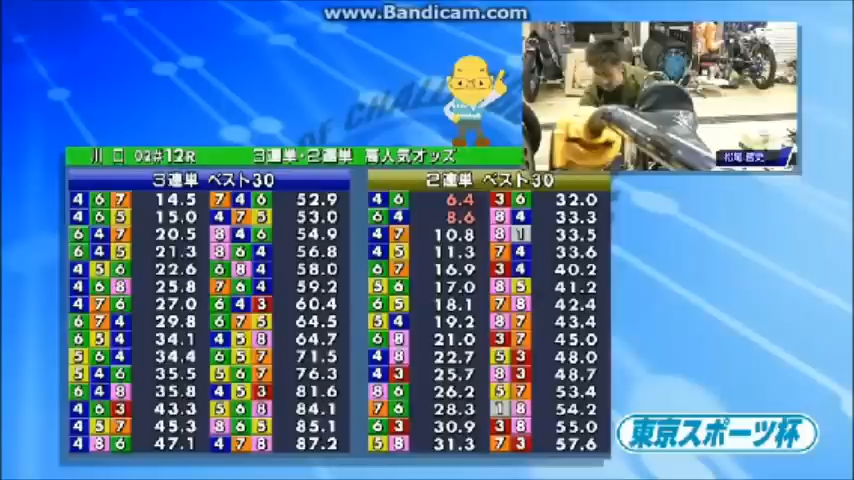 www.Bandicam.com
OF CHALL
川口 02# 12R 3連単・2連単 高人気オッズ
3連単 ベスト30 2連単 ベスト30
4 6 7 14.5 7 4 6 52.9 4 6 6.4 3 6 32.0
4 6 5 15.0 4 7 5 53.0 6 4 8.6 8 4 33.3
6 4 7 20.5 8 4 6 54.9 4 7 10.8 8 1 33.5
6 4 5 21.3 8 6 4 56.8 4 5 11.3 7 4 33.6
4 5 6 22.6 6 8 4 58.0 6 7 16.9 3 4 40.2
4 6 8 25.8 7 6 4 59.2 5 6 17.0 8 5 41.2
4 7 6 27.0 6 4 3 60.4 6 5 18.1 7 8 42.4
6 7 4 29.8 6 7 5 64.5 5 4 19.2 8 7 43.4
6 5 4 34.1 4 5 8 64.7 6 8 21.0 3 7 45.0
5 6 4 34.4 6 5 7 71.5 4 8 22.7 5 3 48.0
5 4 6 35.5 5 6 7 76.3 4 3 25.7 8 3 48.7
6 4 8 35.8 4 5 3 81.6 8 6 26.2 5 7 53.4
4 6 3 43.3 5 6 8 84.1 7 6 28.3 1 8 54.2
4 5 7 45.3 8 6 5 85.1 6 3 30.9 3 8 55.0
4 8 6 47.1 4 7 8 87.2 5 8 31.3 7 3 57.6
東京スポーツ杯